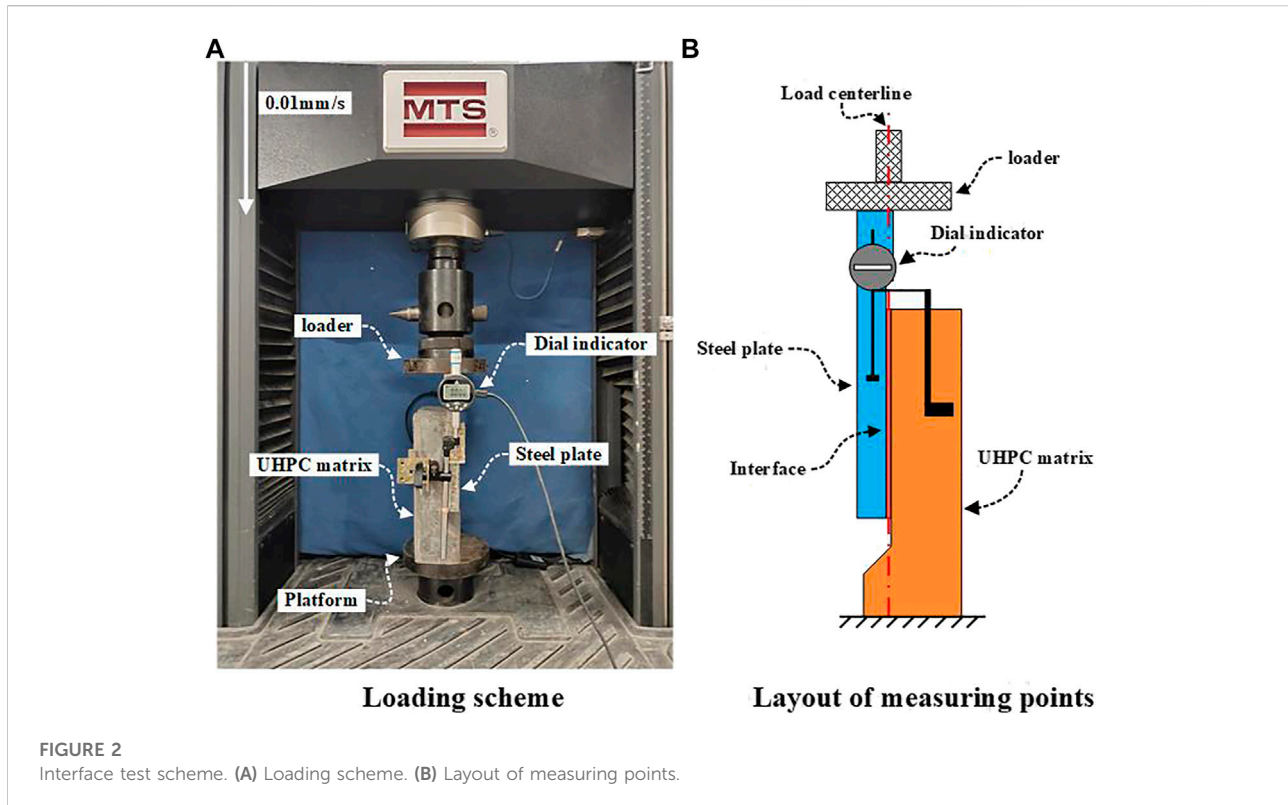 A
B
0.01mm/s
MTS
®
loader
Dial indicator
UHPC matrix
Steel plate
Platform
Load centerline
loader
Dial indicator
Steel plate
Interface
UHPC matrix
Loading scheme
Layout of measuring points
FIGURE 2
Interface test scheme. (A) Loading scheme. (B) Layout of measuring points.